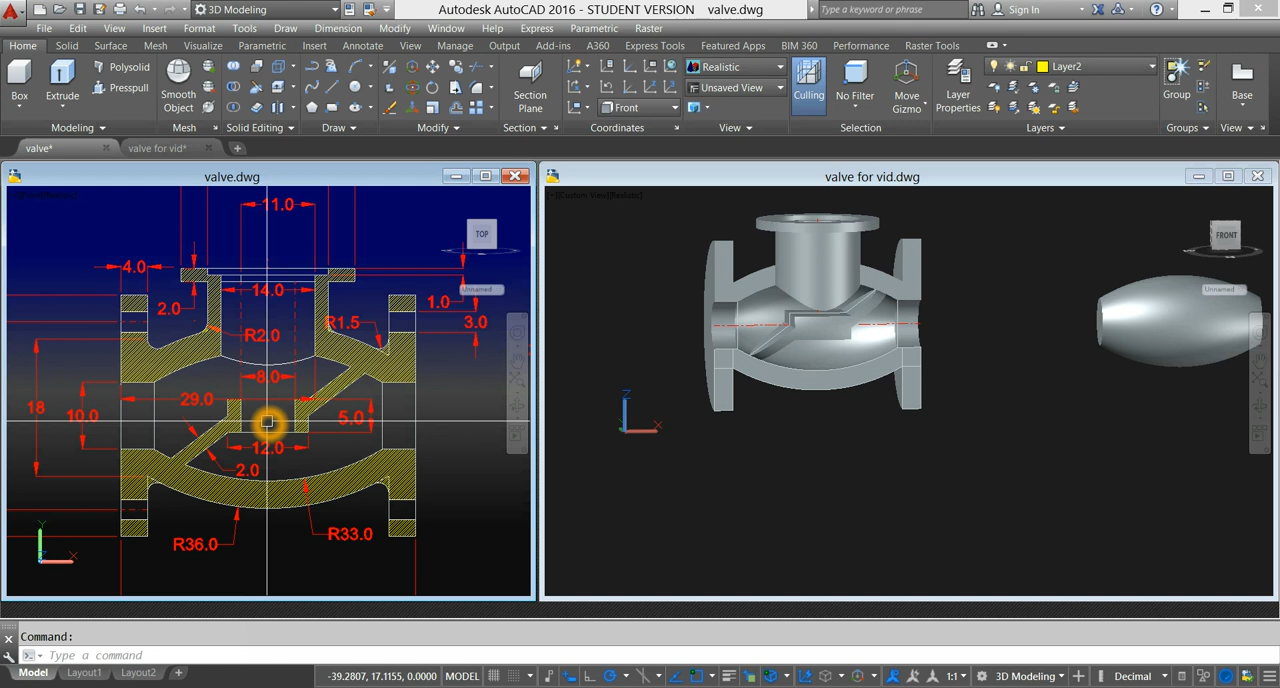 3D Modeling
Autodesk AutoCAD 2016 - STUDENT VERSION valve.dwg
Type a keyword or phrase
Sign In
File Edit View Insert Format Tools Draw Dimension Modify Window Help Express Parametric Raster
Home Solid Surface Mesh Visualize Parametric Insert Annotate View Manage Output Add-ins A360 Express Tools Featured Apps BIM 360 Performance Raster Tools
Box
Extrude
Polysolid
Presspull
Smooth Object
Section Plane
Front
Realistic
Unsaved View
Culling
No Filter
Move Gizmo
Layer Properties
Layer2
Group
Base
Modeling Mesh Solid Editing Draw Modify Section Coordinates View Selection Layers Groups View
valve* valve for vid*
valve.dwg
valve for vid.dwg
[-][Custom View][Realistic]
11.0
TOP
FRONT
4.0
14.0
Unnamed
Unnamed
2.0
1.0
3.0
R2.0
R1.5
8.0
29.0
18
10.0
5.0
12.0
2.0
R36.0
R33.0
Y
X
Z
X
Command:
Type a command
Model Layout1 Layout2
-39.2807, 17.1155, 0.0000 MODEL
1:1
3D Modeling
Decimal